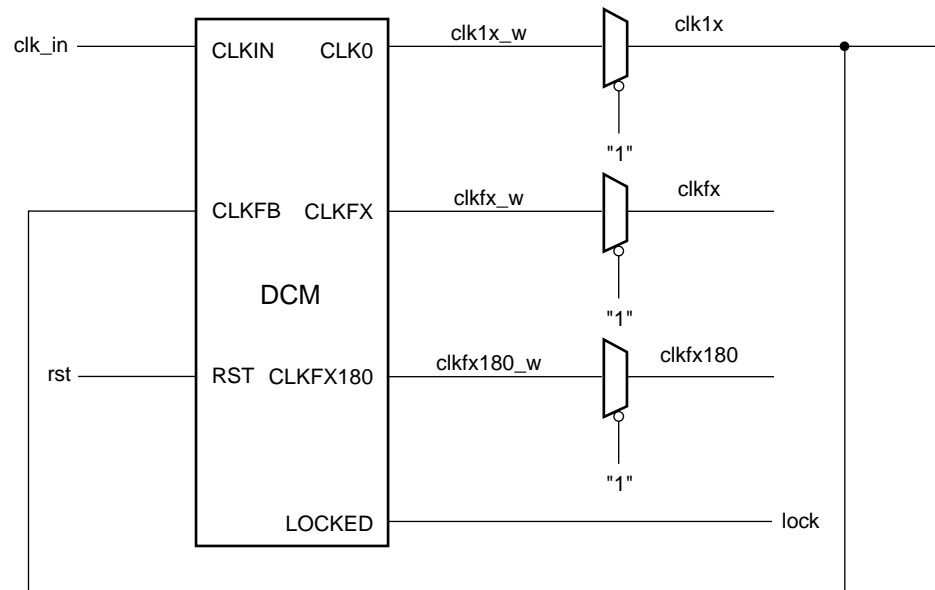 clk_in
CLKIN
CLK0
clk1x_w
clk1x
"1"
CLKFB
CLKFX
clkfx_w
clkfx
DCM
"1"
rst
RST
CLKFX180
clkfx180_w
clkfx180
"1"
LOCKED
lock